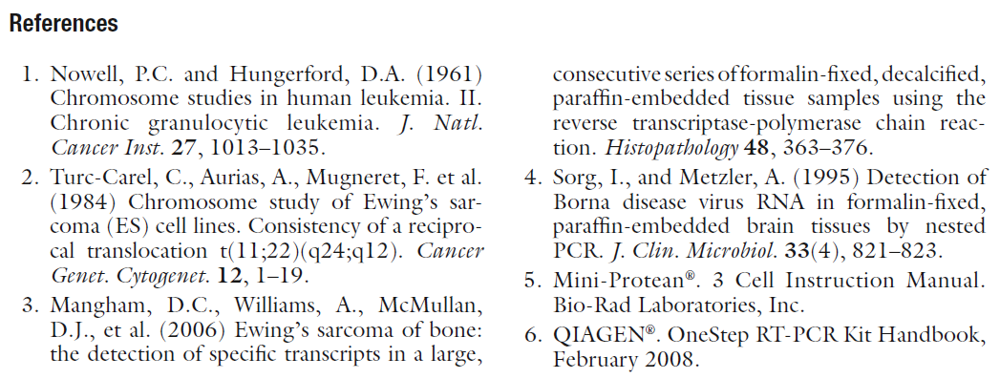 References
1. Nowell, P.C. and Hungerford, D.A. (1961)
Chromosome studies in human leukemia. II.
Chronic granulocytic leukemia. J. Natl.
Cancer Inst. 27, 1013–1035.
2. Turc-Carel, C., Aurias, A., Mugneret, F. et al.
(1984) Chromosome study of Ewing's sar-
coma (ES) cell lines. Consistency of a recipro-
cal translocation t(11;22)(q24;q12). Cancer
Genet. Cytogenet. 12, 1–19.
3. Mangham, D.C., Williams, A., McMullan,
D.J., et al. (2006) Ewing's sarcoma of bone:
the detection of specific transcripts in a large,
consecutive series of formalin-fixed, decalcified,
paraffin-embedded tissue samples using the
reverse transcriptase-polymerase chain reac-
tion. Histopathology 48, 363–376.
4. Sorg, I., and Metzler, A. (1995) Detection of
Borna disease virus RNA in formalin-fixed,
paraffin-embedded brain tissues by nested
PCR. J. Clin. Microbiol. 33(4), 821–823.
5. Mini-Protean®. 3 Cell Instruction Manual.
Bio-Rad Laboratories, Inc.
6. QIAGEN®. OneStep RT-PCR Kit Handbook,
February 2008.